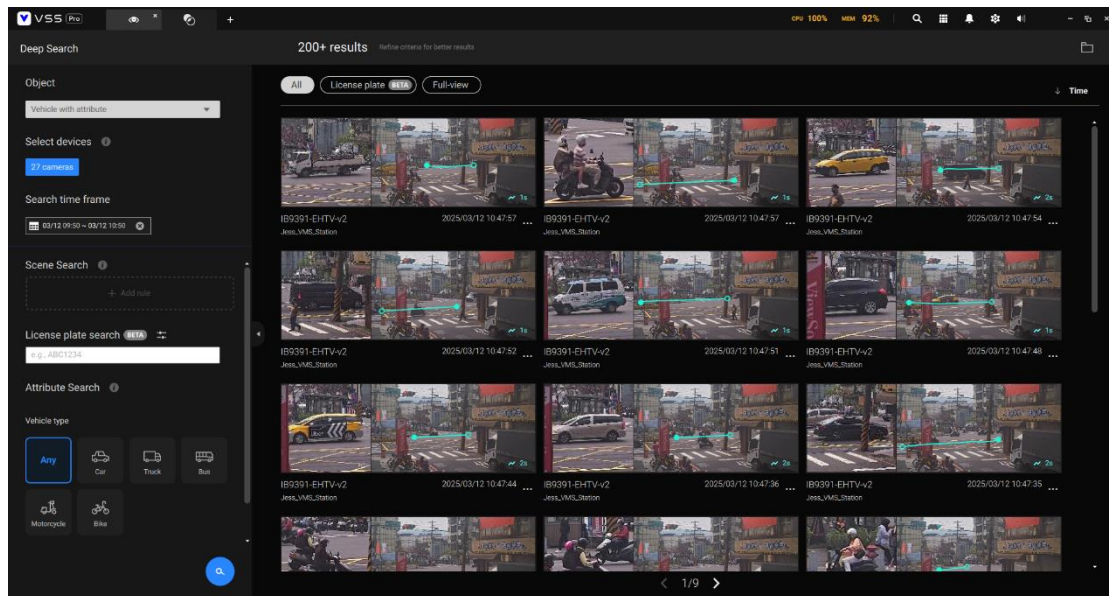 VSS Pro
CPU 100% MEM 92%
Deep Search
200+ results Refine criteria for better results
Object
Vehicle with attribute
Select devices
27 cameras
Search time frame
03/12 09:50 ~ 03/12 10:50
Scene Search
+ Add rule
License plate search BETA
e.g., ABC1234
Attribute Search
Vehicle type
Any
Car
Truck
Bus
Motorcycle
Bike
All License plate BETA Full-view
Time
1s
1s
2s
IB9391-EHTV-v2 2025/03/12 10:47:57 ... IB9391-EHTV-v2 2025/03/12 10:47:57 ... IB9391-EHTV-v2 2025/03/12 10:47:54 ...
Jess_VMS_Station Jess_VMS_Station Jess_VMS_Station
1s
1s
1s
IB9391-EHTV-v2 2025/03/12 10:47:52 ... IB9391-EHTV-v2 2025/03/12 10:47:51 ... IB9391-EHTV-v2 2025/03/12 10:47:48 ...
Jess_VMS_Station Jess_VMS_Station Jess_VMS_Station
Uber
2s
2s
2s
IB9391-EHTV-v2 2025/03/12 10:47:44 ... IB9391-EHTV-v2 2025/03/12 10:47:36 ... IB9391-EHTV-v2 2025/03/12 10:47:35 ...
Jess_VMS_Station Jess_VMS_Station Jess_VMS_Station
1/9